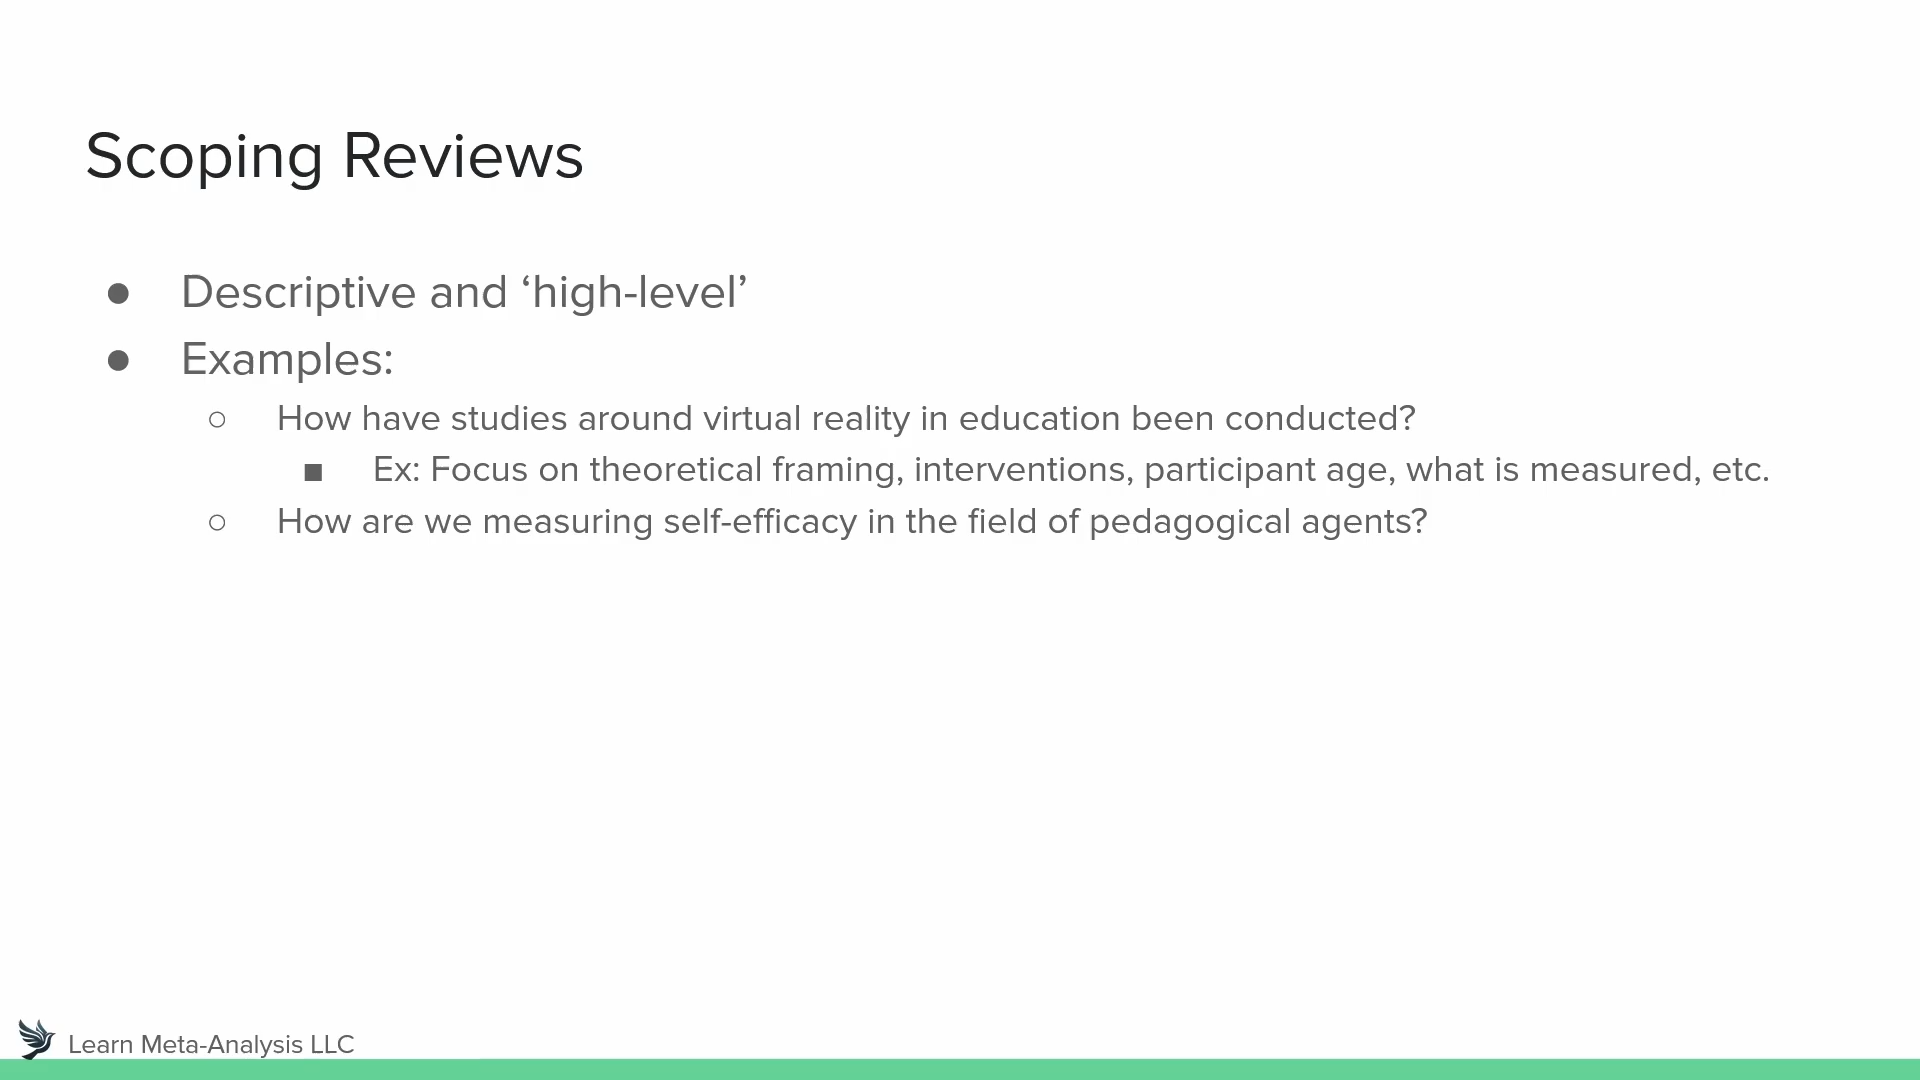 Scoping Reviews
● Descriptive and ‘high-level’
● Examples:
○ How have studies around virtual reality in education been conducted?
■ Ex: Focus on theoretical framing, interventions, participant age, what is measured, etc.
○ How are we measuring self-efficacy in the field of pedagogical agents?
Learn Meta-Analysis LLC